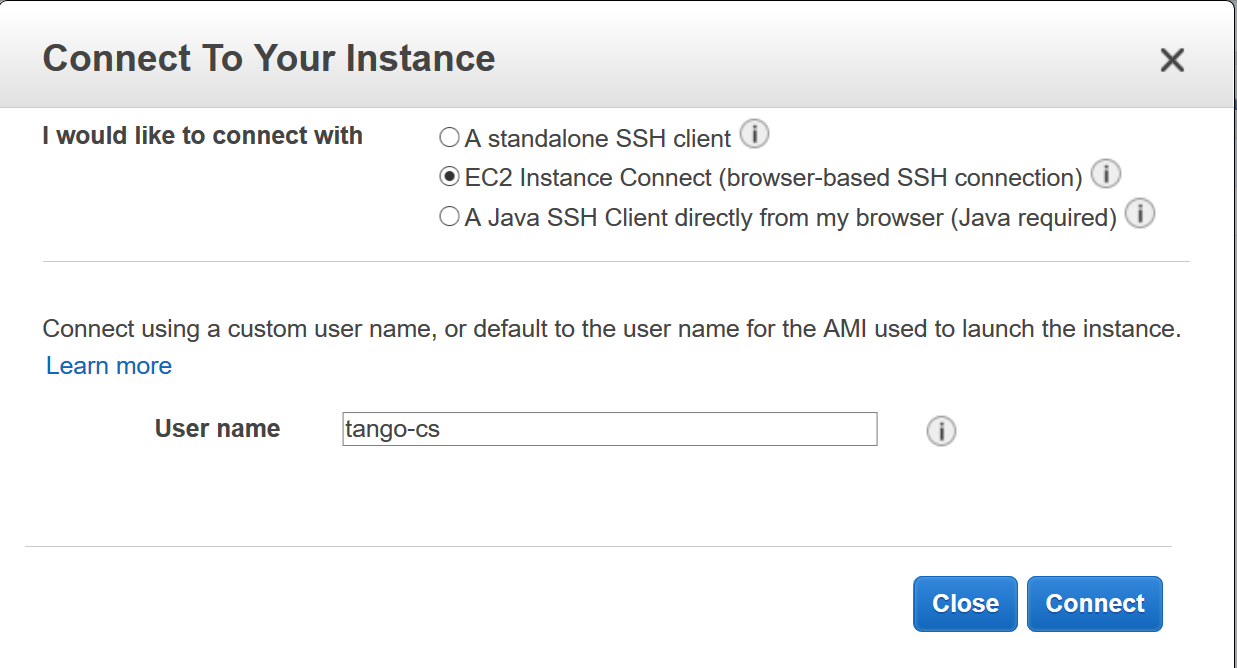 Connect To Your Instance
I would like to connect with
A standalone SSH client
EC2 Instance Connect (browser-based SSH connection)
A Java SSH Client directly from my browser (Java required)
Connect using a custom user name, or default to the user name for the AMI used to launch the instance.
Learn more
User name
tango-cs
Close
Connect